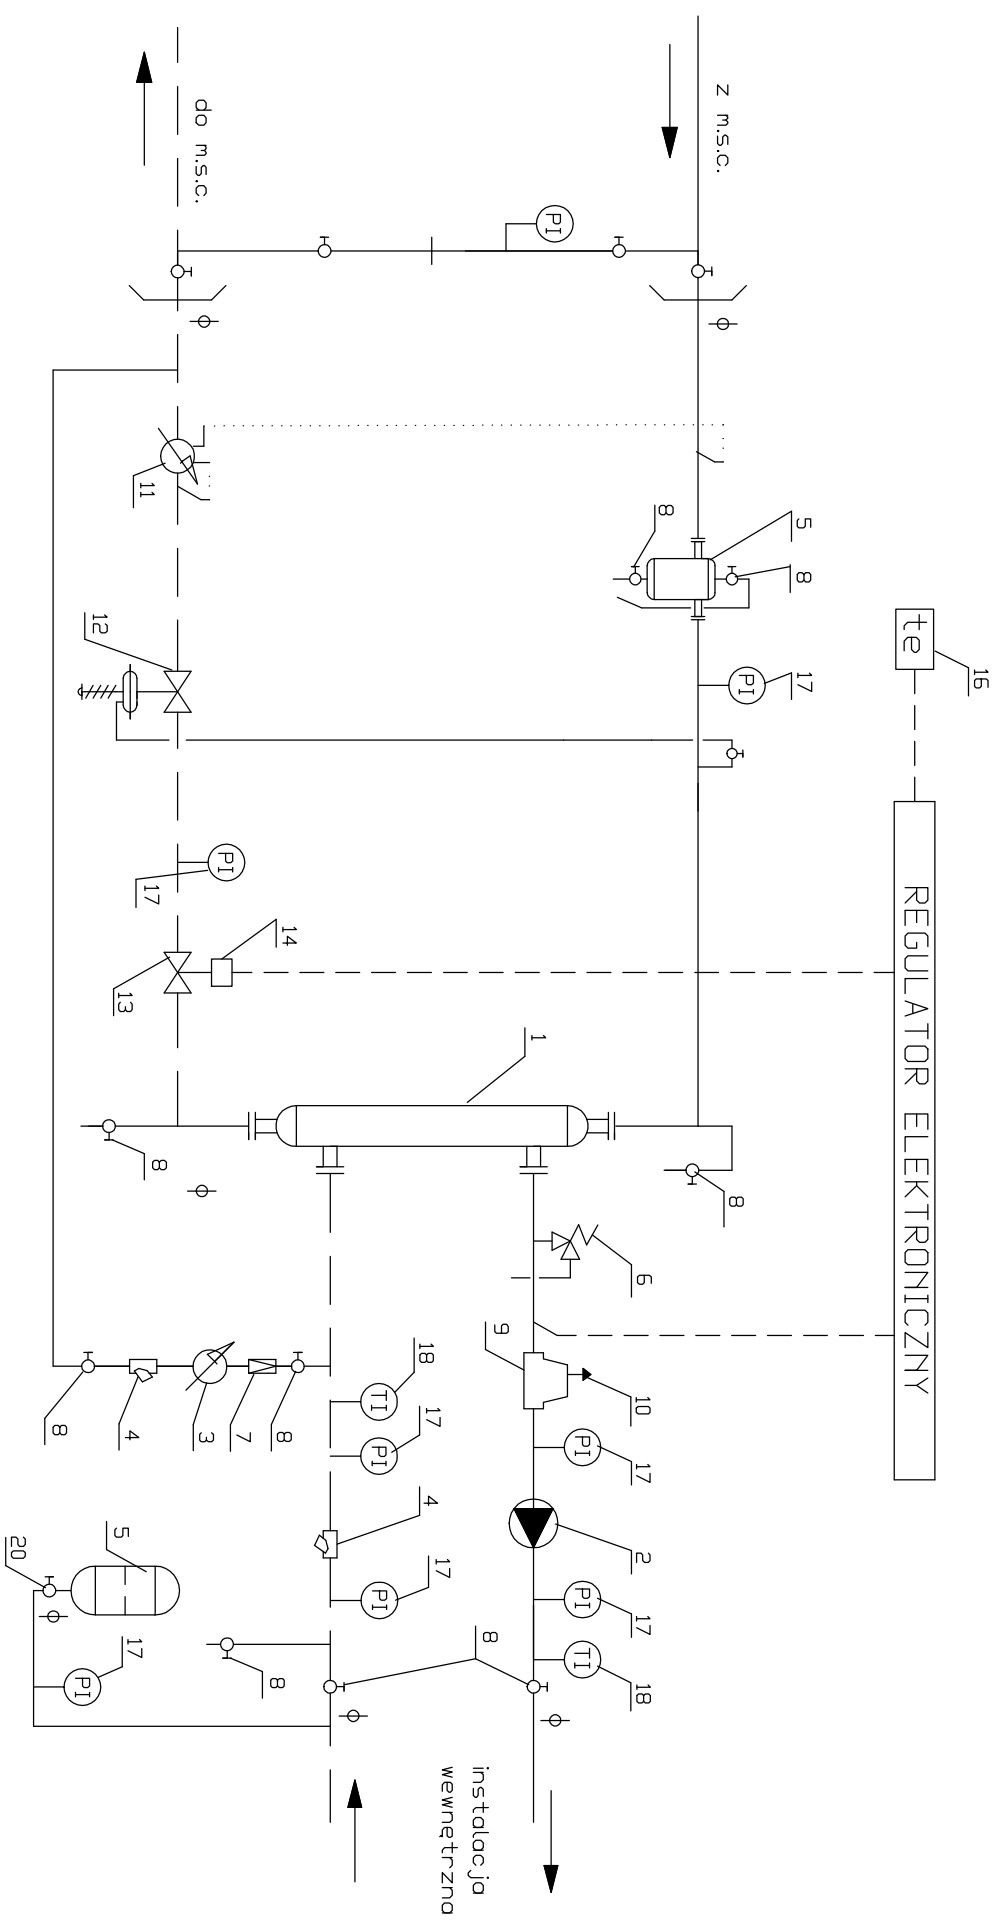 16
te
REGULATOR ELEKTRONICZNY
5
8
17
PI
8
z m.s.c.
8
6
10
17
2
17
18
PI
PI
TI
PI
1
9
8
instalacja
wewnętrzna
18
17
4
17
TI
PI
PI
14
8
8
7
PI
do m.s.c.
3
11
17
8
4
17
13
5
12
PI
8
20